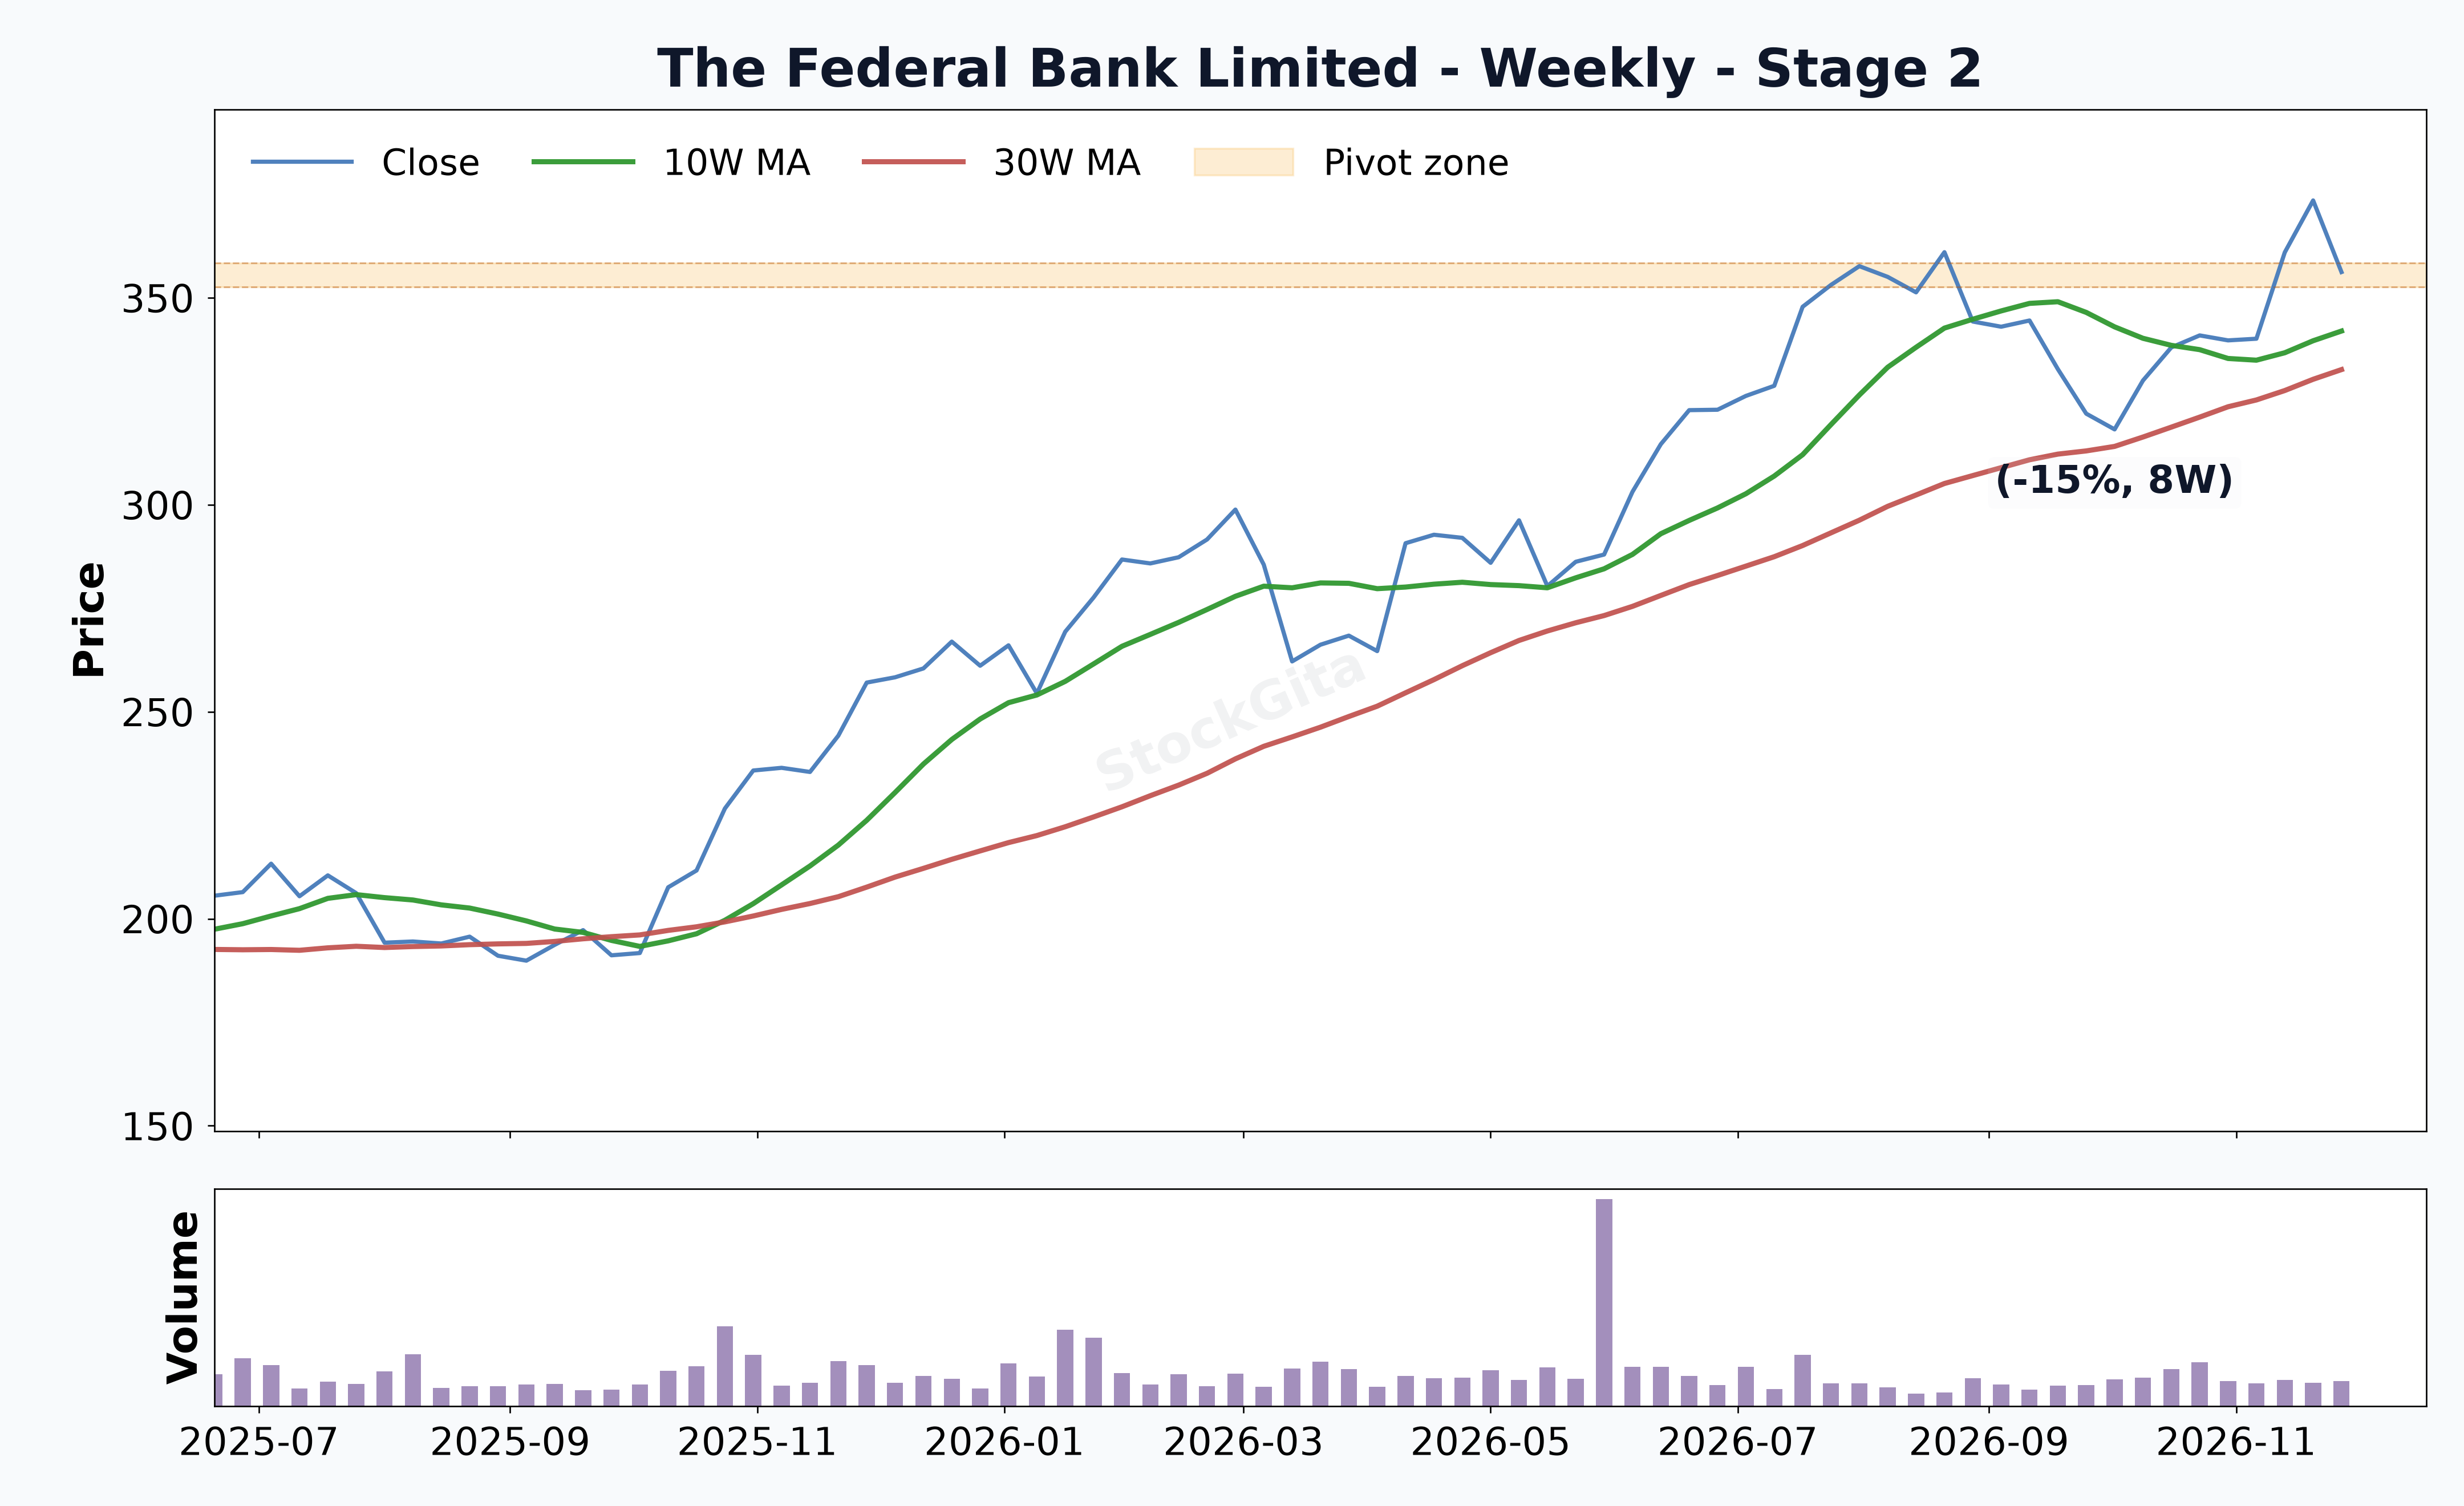 The Federal Bank Limited - Weekly - Stage 2
Close 10W MA 30W MA Pivot zone
Price
350
300
250
200
150
(-15%, 8W)
StockGita
Volume
2025-07 2025-09 2025-11 2026-01 2026-03 2026-05 2026-07 2026-09 2026-11